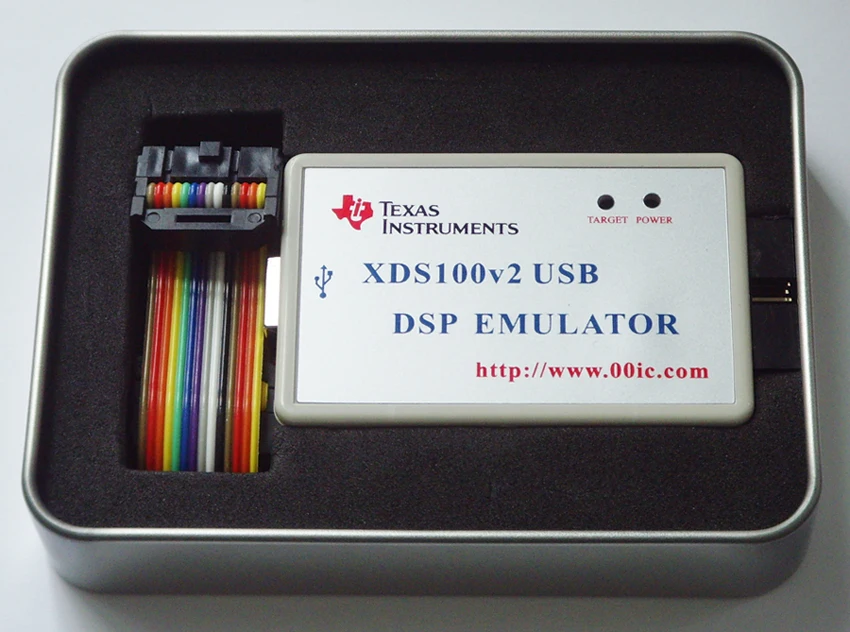 TEXAS
INSTRUMENTS
TARGET POWER
XDS100v2 USB
DSP EMULATOR
http://www.00ic.com